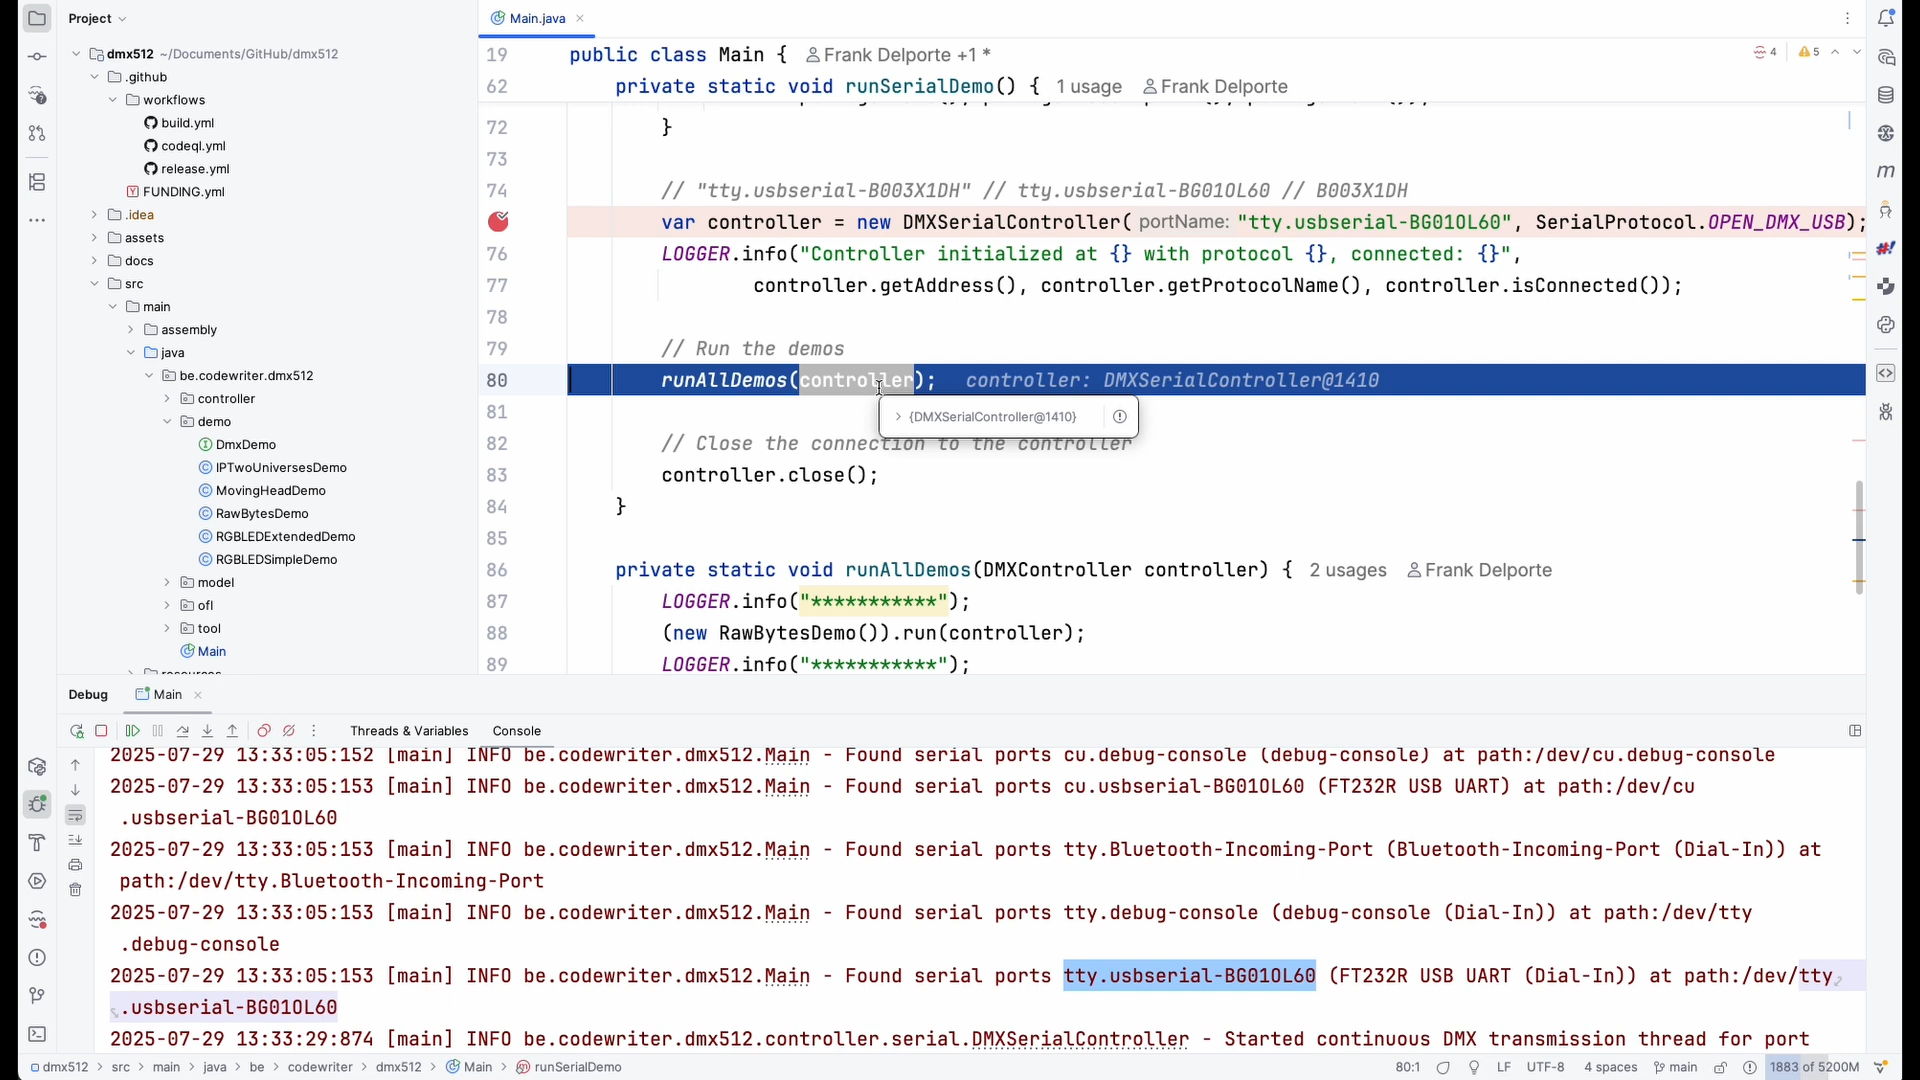 Project
dmx512 ~/Documents/GitHub/dmx512
.github
workflows
build.yml
codeql.yml
release.yml
FUNDING.yml
.idea
assets
docs
src
main
assembly
java
be.codewriter.dmx512
controller
demo
DmxDemo
IPTwoUniversesDemo
MovingHeadDemo
RawBytesDemo
RGBLEDExtendedDemo
RGBLEDSimpleDemo
model
ofl
tool
Main
Main.java
4 5
19 public class Main { Frank Delporte +1 *
62 private static void runSerialDemo() { 1 usage Frank Delporte
72 }
73
74 // "tty.usbserial-B003X1DH" // tty.usbserial-BG01OL60 // B003X1DH
var controller = new DMXSerialController( portName: "tty.usbserial-BG01OL60", SerialProtocol.OPEN_DMX_USB);
76 LOGGER.info("Controller initialized at {} with protocol {}, connected: {}",
77 controller.getAddress(), controller.getProtocolName(), controller.isConnected());
78
79 // Run the demos
80 runAllDemos(controller); controller: DMXSerialController@1410
{DMXSerialController@1410}
81
82 // Close the connection to the controller
83 controller.close();
84 }
85
86 private static void runAllDemos(DMXController controller) { 2 usages Frank Delporte
87 LOGGER.info("***********");
88 (new RawBytesDemo()).run(controller);
89 LOGGER.info("***********");
Debug Main
Threads & Variables Console
2025-07-29 13:33:05:152 [main] INFO be.codewriter.dmx512.Main - Found serial ports cu.debug-console (debug-console) at path:/dev/cu.debug-console
2025-07-29 13:33:05:153 [main] INFO be.codewriter.dmx512.Main - Found serial ports cu.usbserial-BG01OL60 (FT232R USB UART) at path:/dev/cu
.usbserial-BG01OL60
2025-07-29 13:33:05:153 [main] INFO be.codewriter.dmx512.Main - Found serial ports tty.Bluetooth-Incoming-Port (Bluetooth-Incoming-Port (Dial-In)) at
path:/dev/tty.Bluetooth-Incoming-Port
2025-07-29 13:33:05:153 [main] INFO be.codewriter.dmx512.Main - Found serial ports tty.debug-console (debug-console (Dial-In)) at path:/dev/tty
.debug-console
2025-07-29 13:33:05:153 [main] INFO be.codewriter.dmx512.Main - Found serial ports tty.usbserial-BG01OL60 (FT232R USB UART (Dial-In)) at path:/dev/tty
.usbserial-BG01OL60
2025-07-29 13:33:29:874 [main] INFO be.codewriter.dmx512.controller.serial.DMXSerialController - Started continuous DMX transmission thread for port
dmx512 > src > main > java > be > codewriter > dmx512 > Main > runSerialDemo
80:1 LF UTF-8 4 spaces main 1883 of 5200M